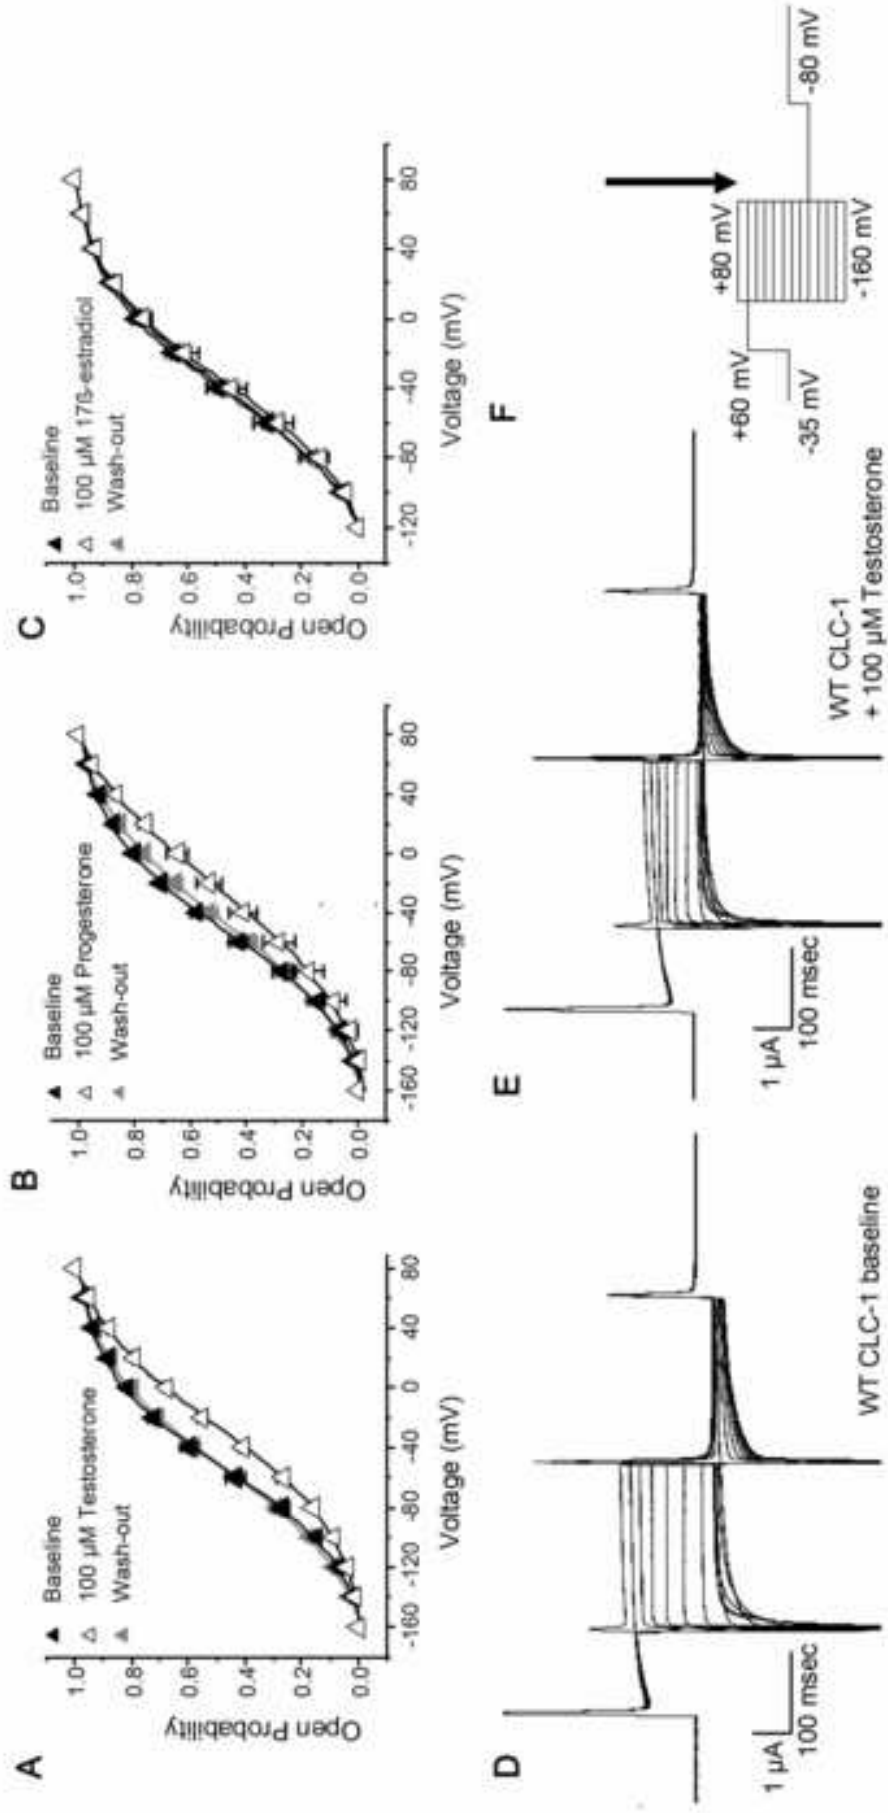 A
Baseline
100 µM Testosterone
Wash-out
Open Probability
1.0
0.8
0.6
0.4
0.2
0.0
-160
-120
-80
-40
0
40
80
Voltage (mV)
B
Baseline
100 µM Progesterone
Wash-out
Open Probability
1.0
0.8
0.6
0.4
0.2
0.0
-160
-120
-80
-40
0
40
80
Voltage (mV)
C
Baseline
100 µM 17ß-estradiol
Wash-out
Open Probability
1.0
0.8
0.6
0.4
0.2
0.0
-120
-80
-40
0
40
80
Voltage (mV)
D
1 µA
100 msec
WT CLC-1 baseline
E
1 µA
100 msec
WT CLC-1
+ 100 µM Testosterone
F
+60 mV
+80 mV
-35 mV
-160 mV
-80 mV